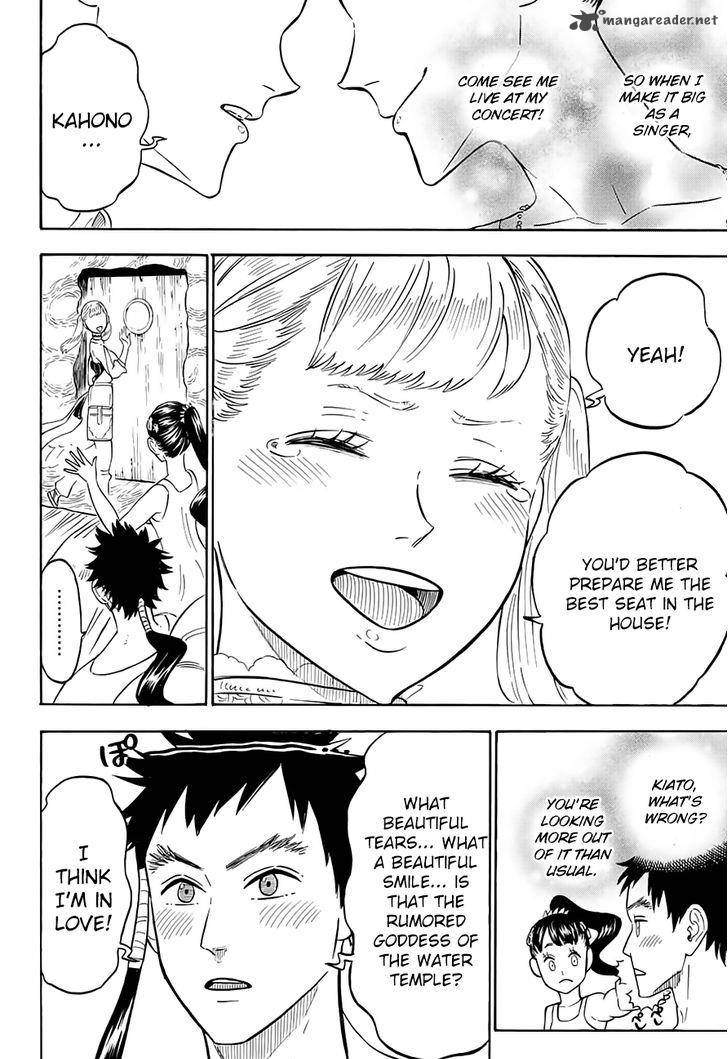 mangareader.net
SO WHEN I
MAKE IT BIG
AS A
SINGER,
COME SEE ME
LIVE AT MY
CONCERT!
KAHONO
...
YEAH!
YOU'D BETTER
PREPARE ME THE
BEST SEAT IN THE
HOUSE!
.........
KIATO,
WHAT'S
WRONG?
YOU'RE
LOOKING
MORE OUT
OF IT THAN
USUAL.
WHAT
BEAUTIFUL
TEARS... WHAT
A BEAUTIFUL
SMILE... IS
THAT THE
RUMORED
GODDESS OF
THE WATER
TEMPLE?
ぽ
I
THINK
I'M IN
LOVE!